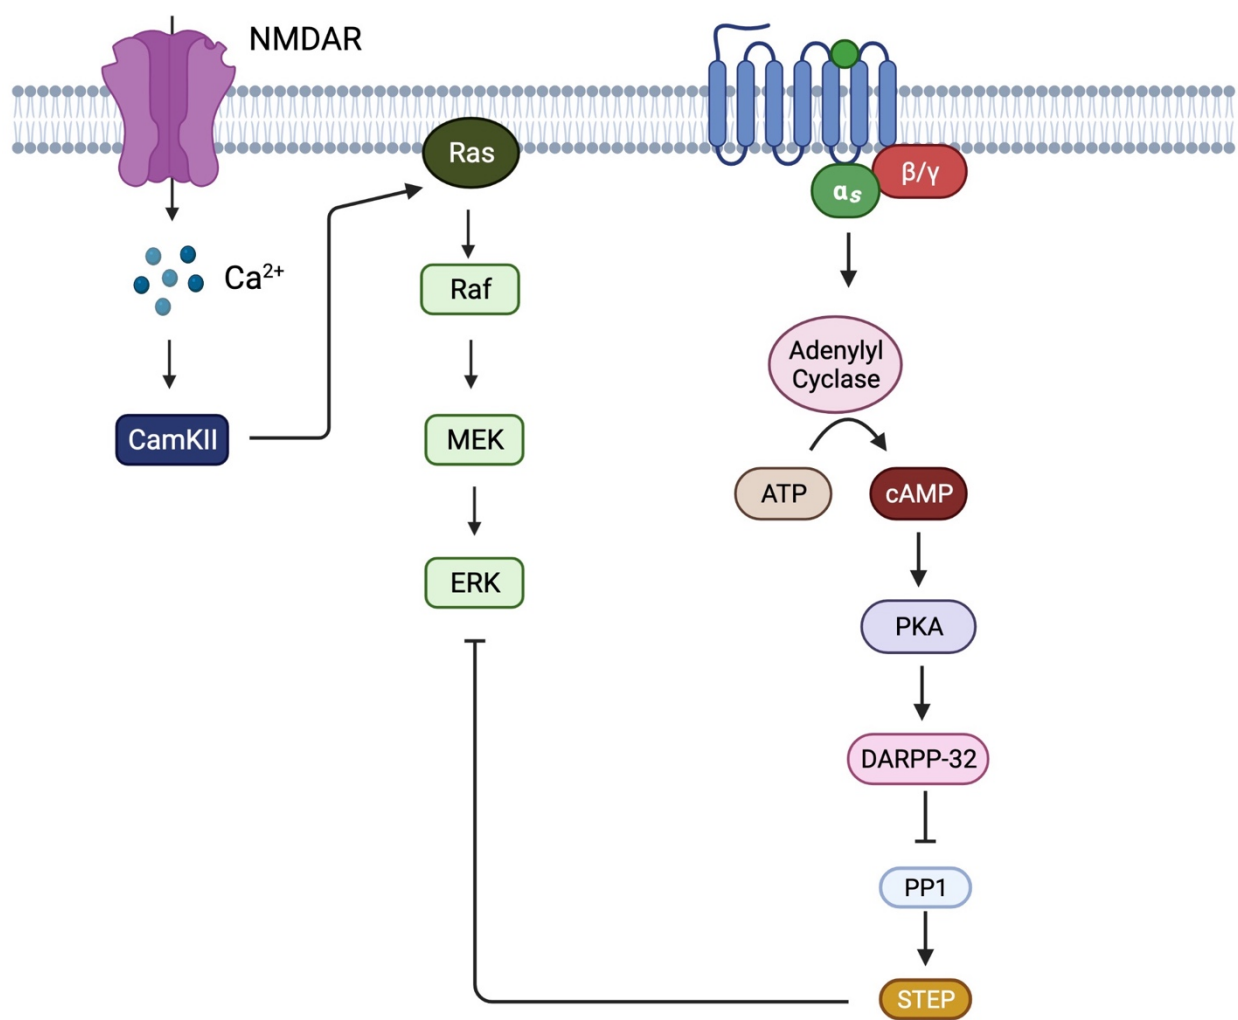 NMDAR
Ras
β/γ
αs
Ca²⁺
Raf
Adenylyl
Cyclase
CamKII
MEK
ATP
cAMP
ERK
PKA
DARPP-32
PP1
STEP